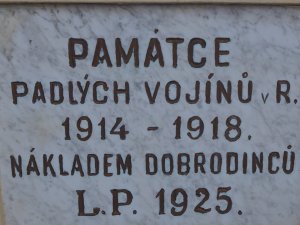 PAMÁTCE
PADLÝCH VOJÍNŮ v R.
1914 - 1918.
NÁKLADEM DOBRODINCŮ
L.P. 1925.